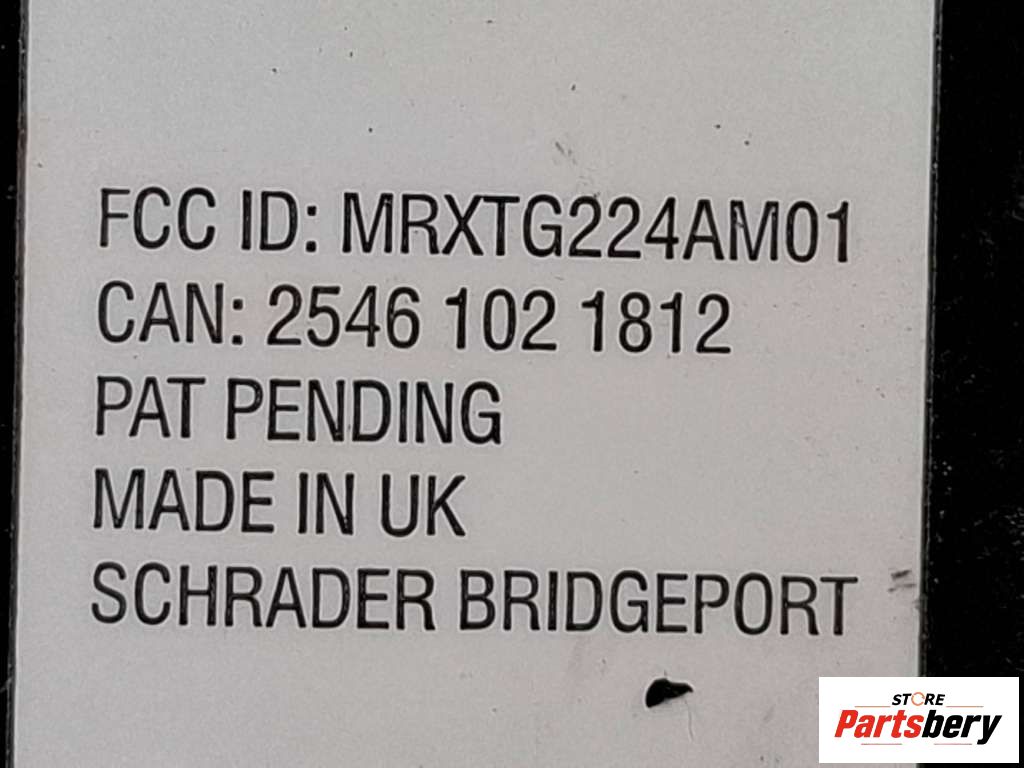 FCC ID: MRXTG224AM01
CAN: 2546 102 1812
PAT PENDING
MADE IN UK
SCHRADER BRIDGEPORT
STORE
Partsbery